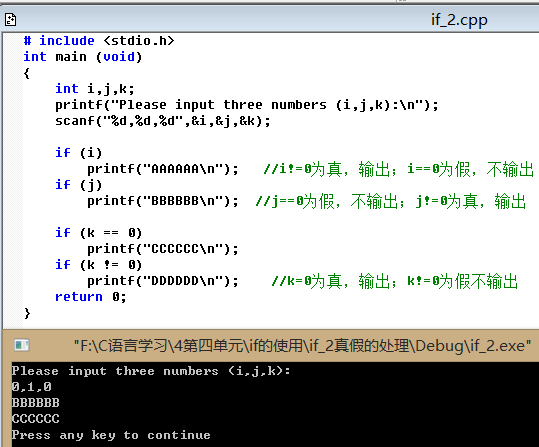 if_2.cpp
# include <stdio.h>
int main (void)
{
    int i,j,k;
    printf("Please input three numbers (i,j,k):\n");
    scanf("%d,%d,%d",&i,&j,&k);
    if (i)
        printf("AAAAAA\n");   //i!=0为真，输出；i==0为假，不输出
    if (j)
        printf("BBBBBB\n");  //j==0为假，不输出；j!=0为真，输出
    if (k == 0)
        printf("CCCCCC\n");
    if (k != 0)
        printf("DDDDDD\n");    //k=0为真，输出；k!=0为假不输出
    return 0;
}
"F:\C语言学习\4第四单元\if的使用\if_2真假的处理\Debug\if_2.exe"
Please input three numbers (i,j,k):
0,1,0
BBBBBB
CCCCCC
Press any key to continue